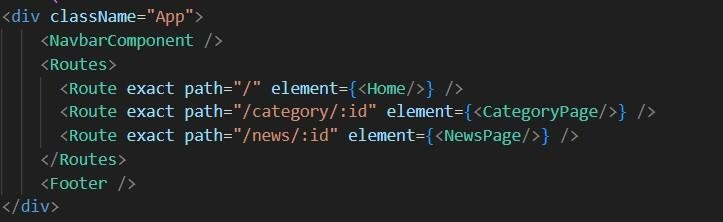 <div className="App">
<NavbarComponent />
<Routes>
<Route exact path="/" element={<Home/>} />
<Route exact path="/category/:id" element={<CategoryPage/>} />
<Route exact path="/news/:id" element={<NewsPage/>} />
</Routes>
<Footer />
</div>